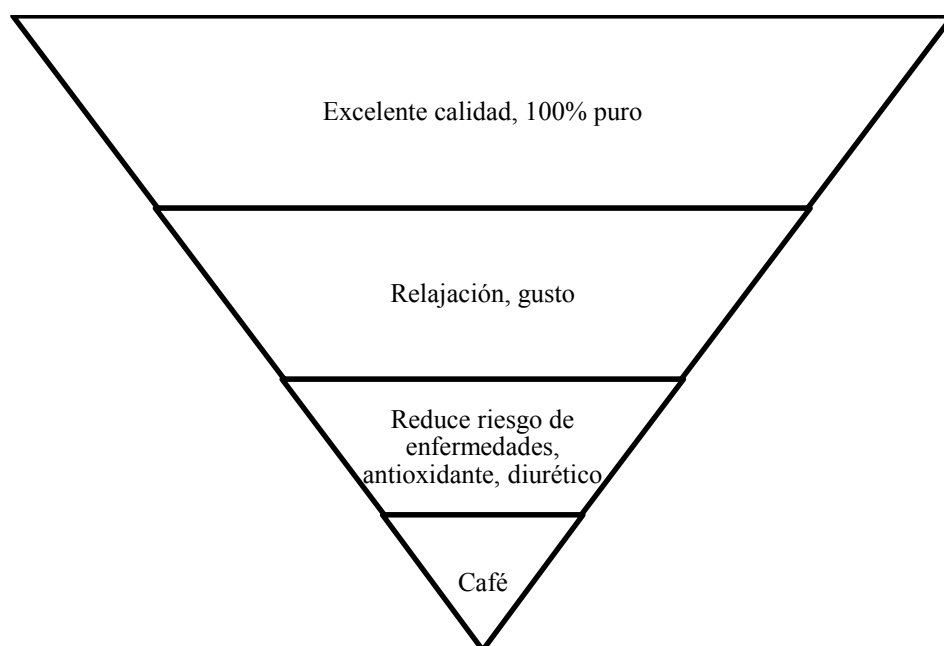 Excelente calidad, 100% puro
Relajación, gusto
Reduce riesgo de
enfermedades,
antioxidante, diurético
Café